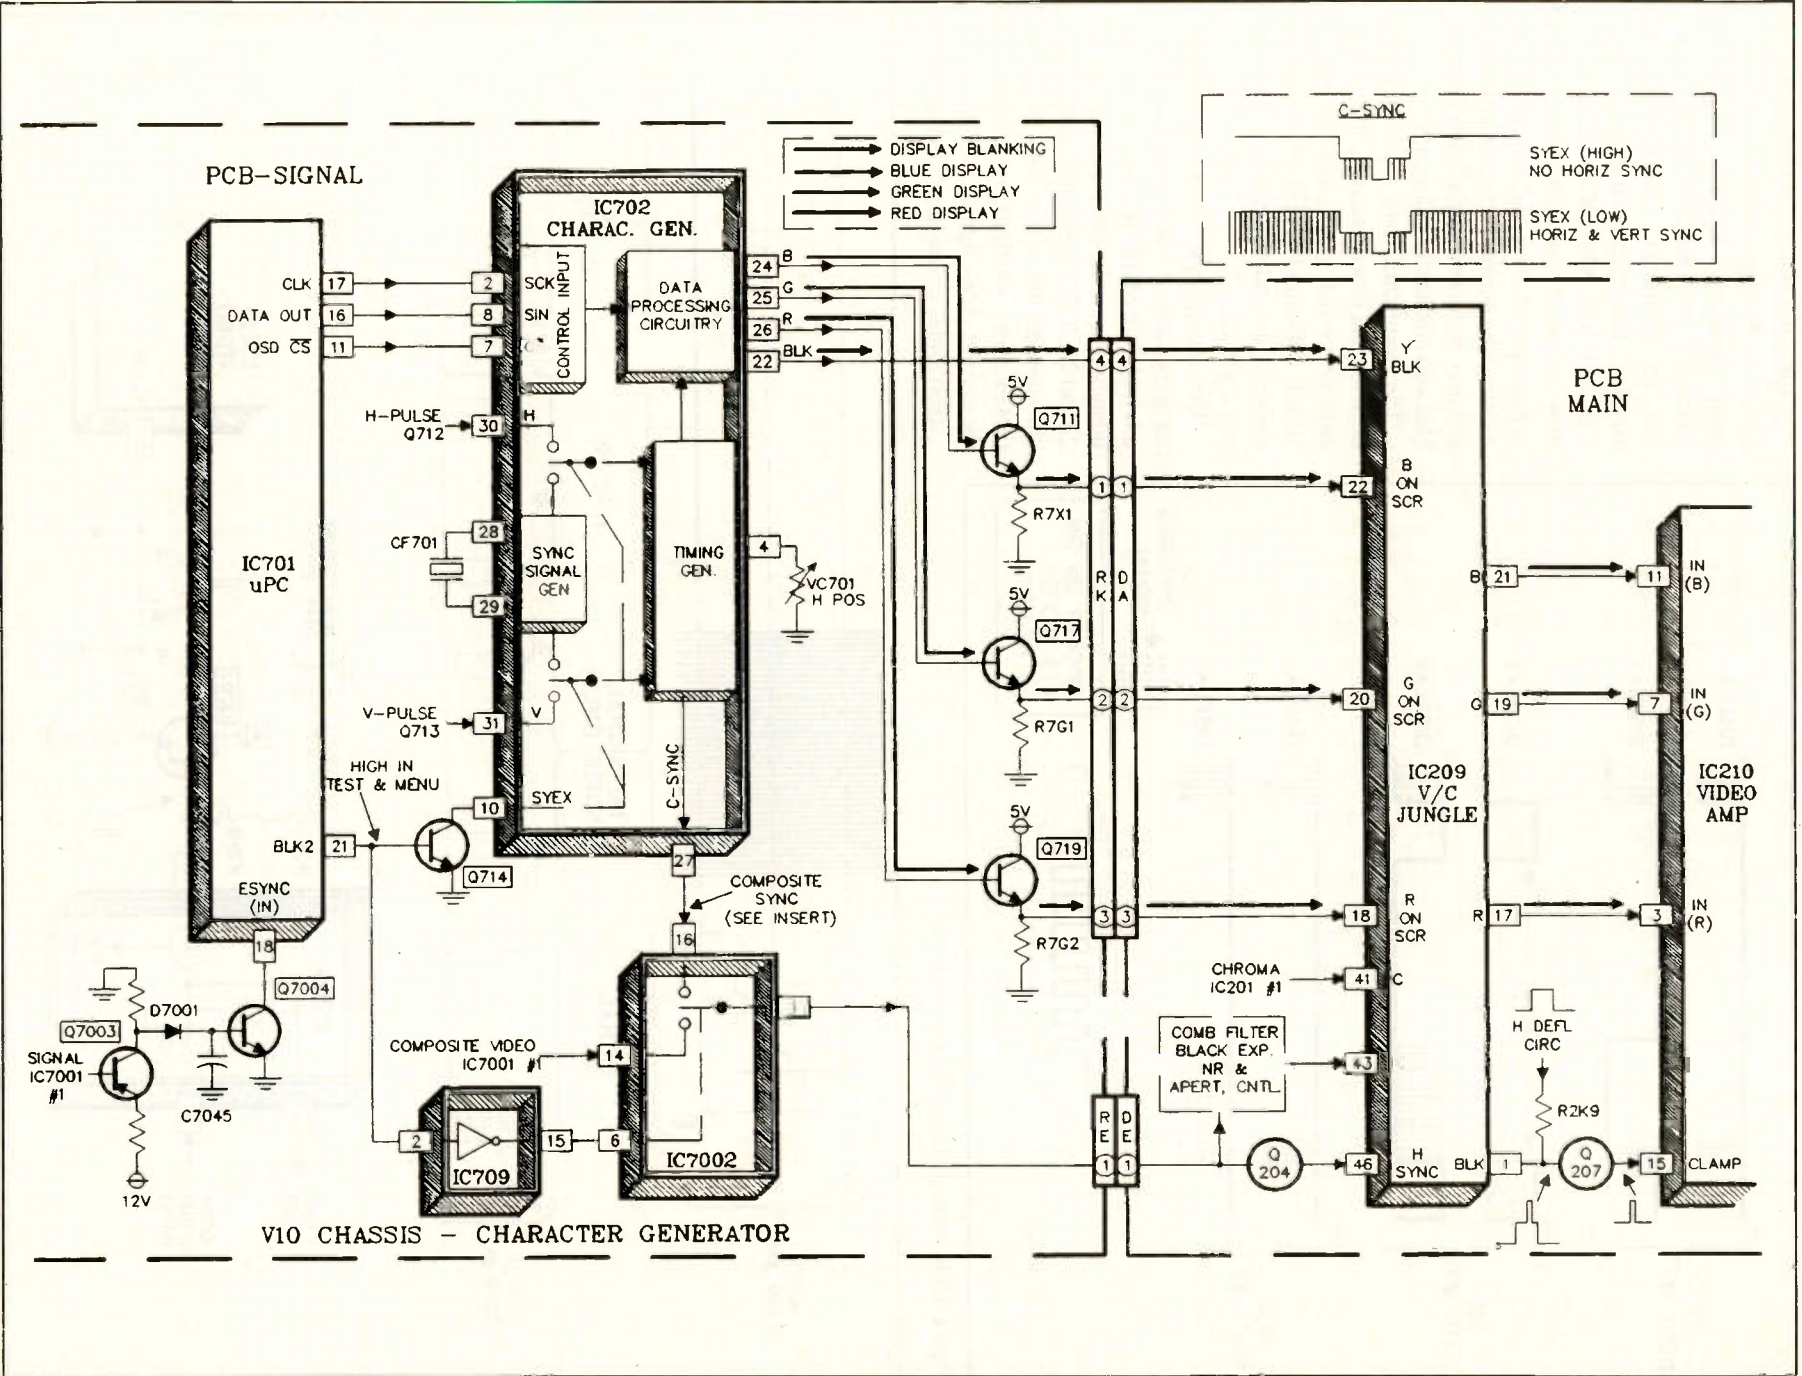 C-SYNC
SYEX (HIGH)
NO HORIZ SYNC
SYEX (LOW)
HORIZ & VERT SYNC
DISPLAY BLANKING
BLUE DISPLAY
GREEN DISPLAY
RED DISPLAY
PCB-SIGNAL
IC702
CHARAC. GEN.
CONTROL INPUT
DATA
PROCESSING
CIRCUITRY
CLK 17
2 SCK
DATA OUT 16
8 SIN
OSD CS 11
7
24 B
25 G
26 R
22 BLK
H-PULSE
Q712
30 H
CF701
28
29
SYNC
SIGNAL
GEN
TIMING
GEN.
4
VC701
H POS
IC701
uPC
V-PULSE
Q713
31 V
HIGH IN
TEST & MENU
10 SYEX
C-SYNC
BLK2 21
Q714
27
ESYNC
(IN)
18
COMPOSITE
SYNC
(SEE INSERT)
16
Q7004
D7001
Q7003
SIGNAL
IC7001
#1
C7045
12V
COMPOSITE VIDEO
IC7001 #1
14
2
IC709
15
6
IC7002
5V
Q711
R7X1
5V
Q717
R7G1
5V
Q719
R7G2
RK
DA
4 4
1 1
2 2
3 3
RE
DE
1 1
PCB
MAIN
23 Y
BLK
22 B
ON
SCR
20 G
ON
SCR
18 R
ON
SCR
IC209
V/C
JUNGLE
CHROMA
IC201 #1
41 C
COMB FILTER
BLACK EXP.
NR &
APERT, CNTL
43
Q
204
46 H
SYNC
B 21
G 19
R 17
BLK 1
H DEFL
CIRC
R2K9
Q
207
11 IN
(B)
7 IN
(G)
3 IN
(R)
IC210
VIDEO
AMP
15 CLAMP
V10 CHASSIS – CHARACTER GENERATOR